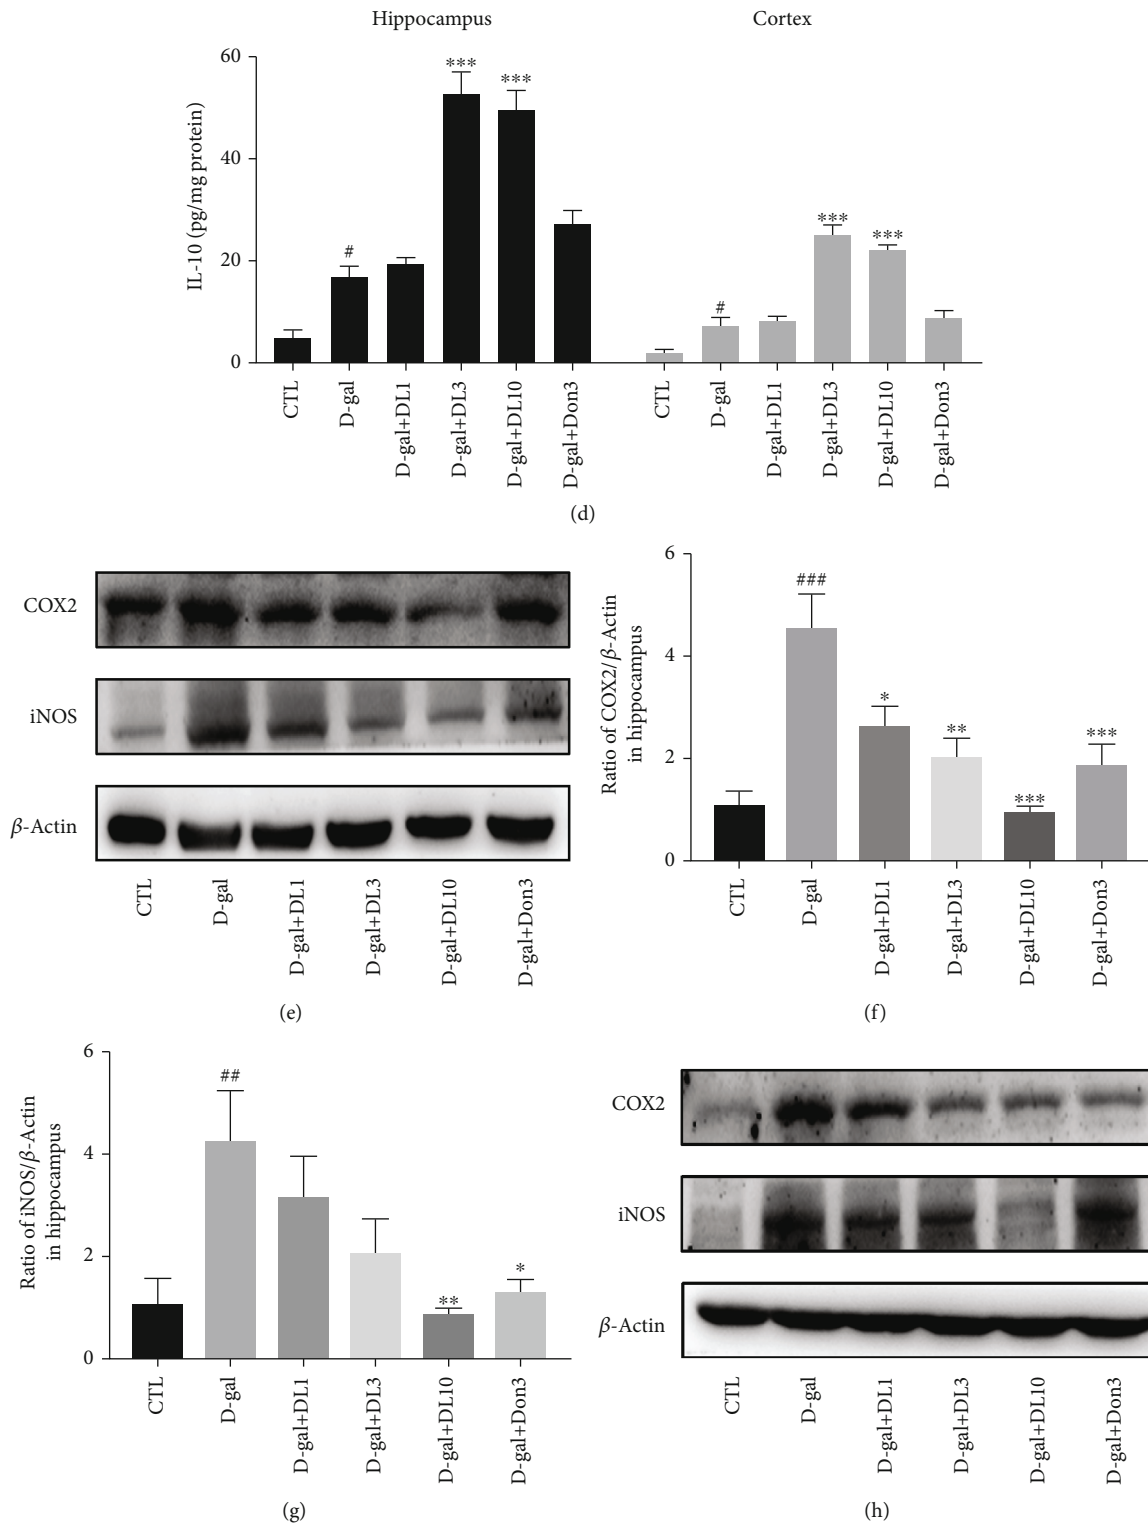 Hippocampus
Cortex
IL-10 (pg/mg protein)
60
40
20
0
***
***
#
***
***
#
CTL
D-gal
D-gal+DL1
D-gal+DL3
D-gal+DL10
D-gal+Don3
CTL
D-gal
D-gal+DL1
D-gal+DL3
D-gal+DL10
D-gal+Don3
(d)
COX2
iNOS
β-Actin
CTL
D-gal
D-gal+DL1
D-gal+DL3
D-gal+DL10
D-gal+Don3
(e)
Ratio of COX2/β-Actin
in hippocampus
6
4
2
0
###
*
**
***
***
CTL
D-gal
D-gal+DL1
D-gal+DL3
D-gal+DL10
D-gal+Don3
(f)
Ratio of iNOS/β-Actin
in hippocampus
6
4
2
0
##
**
*
CTL
D-gal
D-gal+DL1
D-gal+DL3
D-gal+DL10
D-gal+Don3
(g)
COX2
iNOS
β-Actin
CTL
D-gal
D-gal+DL1
D-gal+DL3
D-gal+DL10
D-gal+Don3
(h)